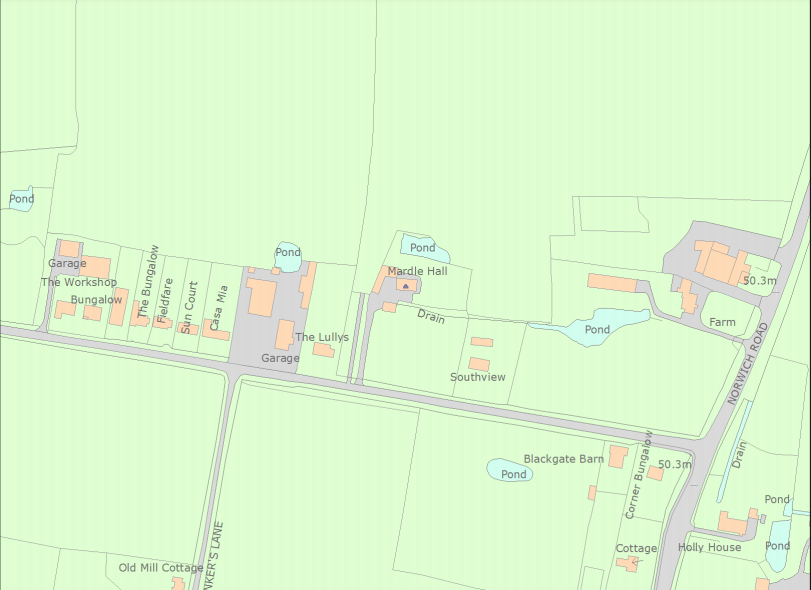 Pond
Pond
Pond
Garage
Mardle Hall
The Workshop
Bungalow
The Bungalow
Fieldfare
Sun Court
Casa Mia
50.3m
Drain
Farm
Pond
The Lullys
Garage
Southview
NORWICH ROAD
Blackgate Barn
50.3m
Corner Bungalow
Drain
Pond
Pond
Cottage
Holly House
Pond
Old Mill Cottage
NKER'S LANE